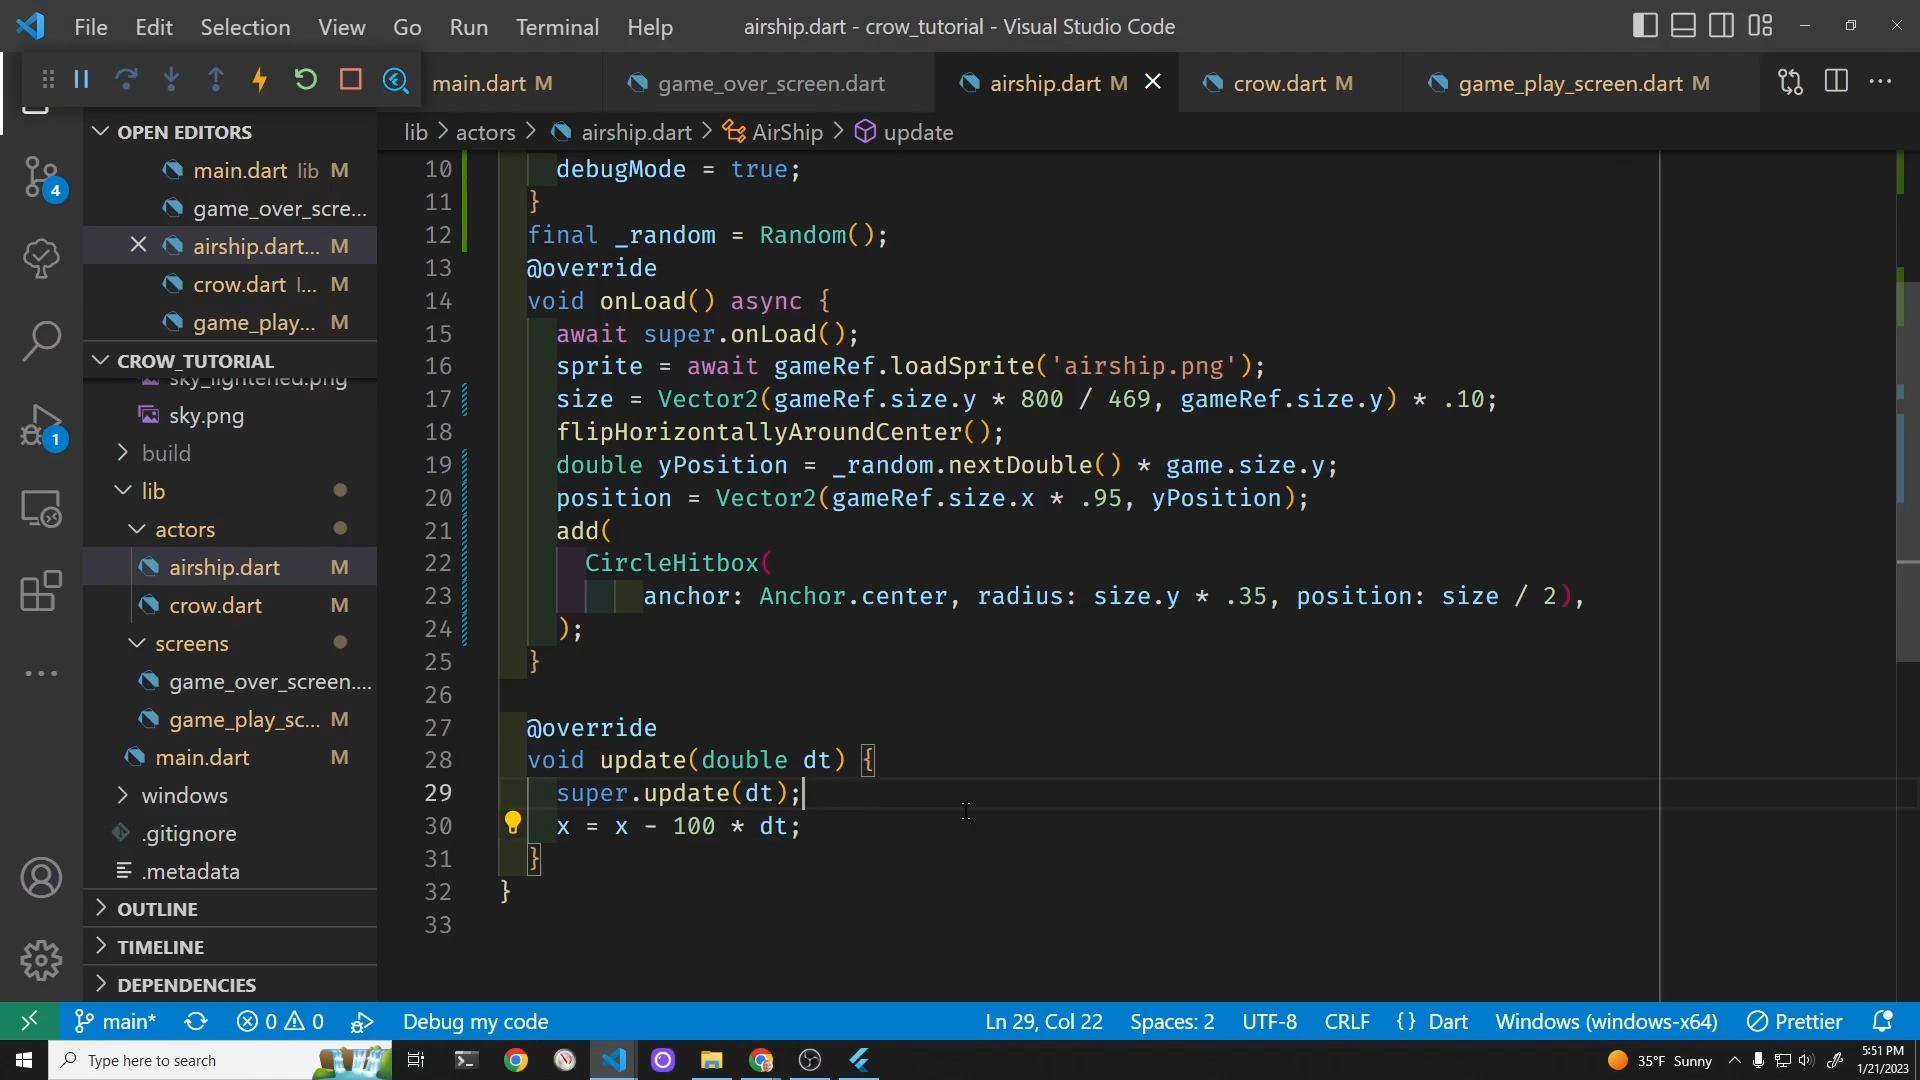 File Edit Selection View Go Run Terminal Help airship.dart - crow_tutorial - Visual Studio Code
main.dart M game_over_screen.dart airship.dart M crow.dart M game_play_screen.dart M
lib > actors > airship.dart > AirShip > update
OPEN EDITORS
main.dart lib M
game_over_scre...
airship.dart... M
crow.dart l... M
game_play... M
CROW_TUTORIAL
sky_lightened.png
sky.png
build
lib
actors
airship.dart M
crow.dart M
screens
game_over_screen....
game_play_sc... M
main.dart M
windows
.gitignore
.metadata
OUTLINE
TIMELINE
DEPENDENCIES
4
1
10 debugMode = true;
11 }
12 final _random = Random();
13 @override
14 void onLoad() async {
15 await super.onLoad();
16 sprite = await gameRef.loadSprite('airship.png');
17 size = Vector2(gameRef.size.y * 800 / 469, gameRef.size.y) * .10;
18 flipHorizontallyAroundCenter();
19 double yPosition = _random.nextDouble() * game.size.y;
20 position = Vector2(gameRef.size.x * .95, yPosition);
21 add(
22 CircleHitbox(
23 anchor: Anchor.center, radius: size.y * .35, position: size / 2),
24 );
25 }
26
27 @override
28 void update(double dt) {
29 super.update(dt);
30 x = x - 100 * dt;
31 }
32 }
33
main* 0 0 Debug my code Ln 29, Col 22 Spaces: 2 UTF-8 CRLF {} Dart Windows (windows-x64) Prettier
Type here to search 35°F Sunny 5:51 PM
1/21/2023